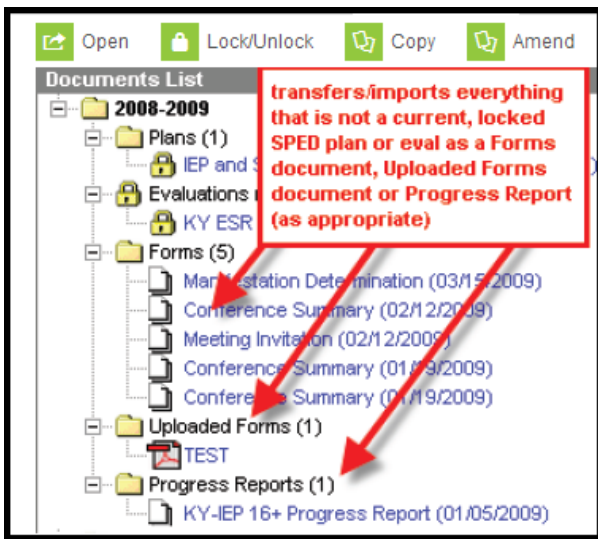 Open Lock/Unlock Copy Amend
Documents List
2008-2009
Plans (1)
IEP and S
)
Evaluations
KY ESR
transfers/imports everything
that is not a current, locked
SPED plan or eval as a Forms
document, Uploaded Forms
document or Progress Report
(as appropriate)
Forms (5)
Manifestation Determination (03/15/2009)
Conference Summary (02/12/2009)
Meeting Invitation (02/12/2009)
Conference Summary (01/19/2009)
Conference Summary (01/19/2009)
Uploaded Forms (1)
TEST
Progress Reports (1)
KY-IEP 16+ Progress Report (01/05/2009)